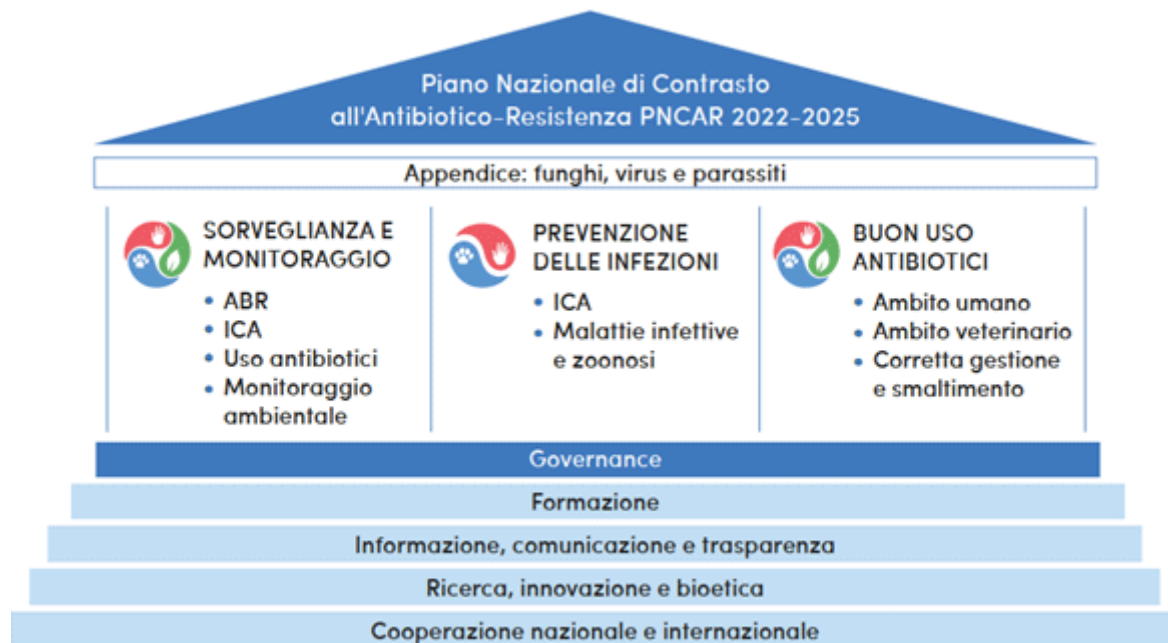 Piano Nazionale di Contrasto
all'Antibiotico-Resistenza PNCAR 2022-2025
Appendice: funghi, virus e parassiti
SORVEGLIANZA E
MONITORAGGIO
• ABR
• ICA
• Uso antibiotici
• Monitoraggio
ambientale
PREVENZIONE
DELLE INFEZIONI
• ICA
• Malattie infettive
e zoonosi
BUON USO
ANTIBIOTICI
• Ambito umano
• Ambito veterinario
• Corretta gestione
e smaltimento
Governance
Formazione
Informazione, comunicazione e trasparenza
Ricerca, innovazione e bioetica
Cooperazione nazionale e internazionale